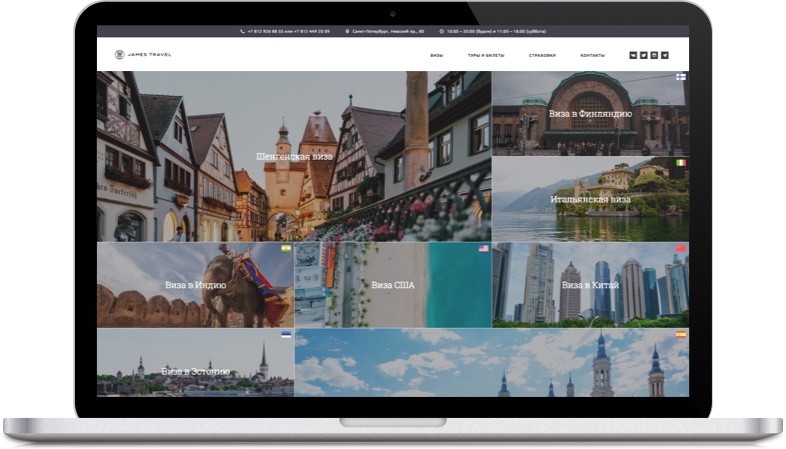 +7 812 926 88 53 или +7 812 449 20 09
Санкт-Петербург, Невский пр., 80
10:00 – 20:00 (будни) и 11:00 – 18:00 (суббота)
JAMES TRAVEL
ВИЗЫ
ТУРЫ И БИЛЕТЫ
СТРАХОВКИ
КОНТАКТЫ
Шенгенская виза
Виза в Финляндию
Итальянская виза
Виза в Индию
Виза США
Виза в Китай
Виза в Эстонию